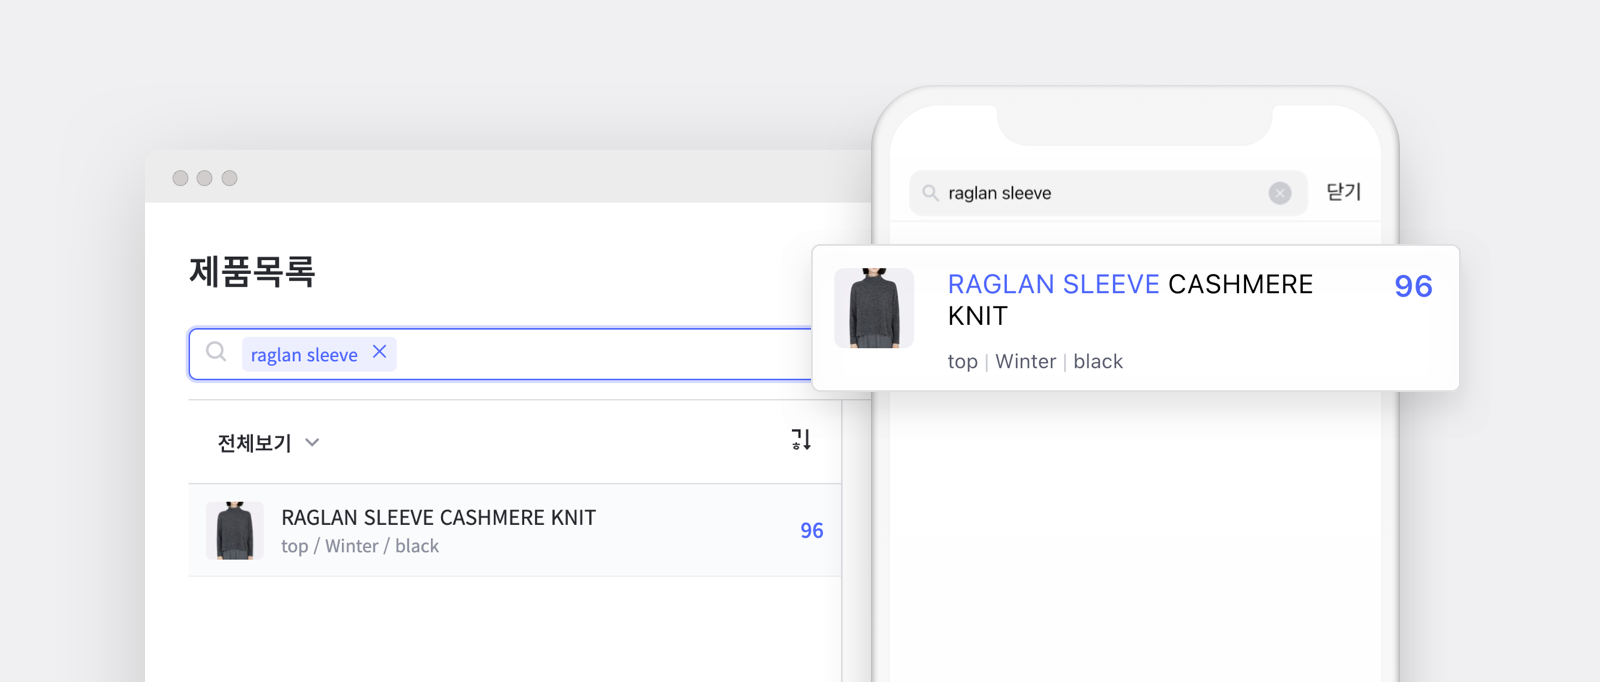 제품목록
raglan sleeve
전체보기
ㄱㅎ
RAGLAN SLEEVE CASHMERE KNIT
top / Winter / black
96
raglan sleeve
닫기
RAGLAN SLEEVE CASHMERE
KNIT
96
top | Winter | black